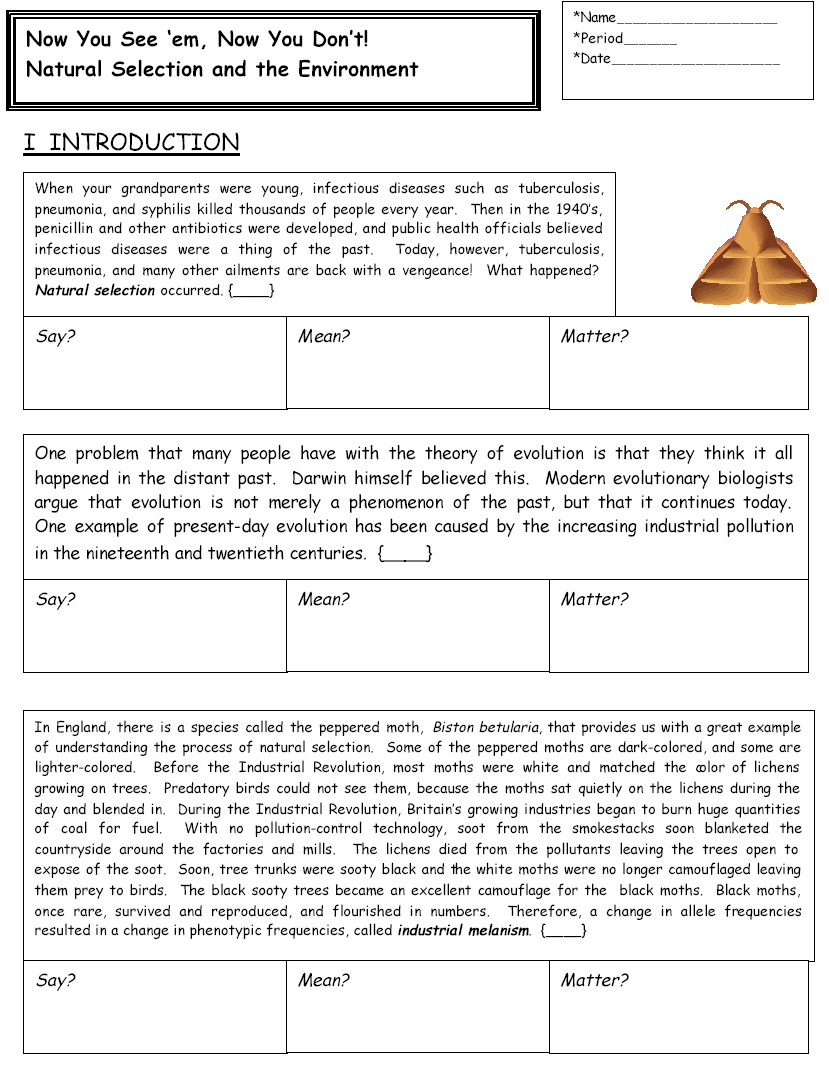 Now You See ‘em, Now You Don’t!
Natural Selection and the Environment
*Name_____________________
*Period_______
*Date______________________
I INTRODUCTION
When your grandparents were young, infectious diseases such as tuberculosis,
pneumonia, and syphilis killed thousands of people every year. Then in the 1940’s,
penicillin and other antibiotics were developed, and public health officials believed
infectious diseases were a thing of the past. Today, however, tuberculosis,
pneumonia, and many other ailments are back with a vengeance! What happened?
Natural selection occurred. {____}
Say? Mean? Matter?
One problem that many people have with the theory of evolution is that they think it all
happened in the distant past. Darwin himself believed this. Modern evolutionary biologists
argue that evolution is not merely a phenomenon of the past, but that it continues today.
One example of present-day evolution has been caused by the increasing industrial pollution
in the nineteenth and twentieth centuries. {____}
Say? Mean? Matter?
In England, there is a species called the peppered moth, Biston betularia, that provides us with a great example
of understanding the process of natural selection. Some of the peppered moths are dark-colored, and some are
lighter-colored. Before the Industrial Revolution, most moths were white and matched the color of lichens
growing on trees. Predatory birds could not see them, because the moths sat quietly on the lichens during the
day and blended in. During the Industrial Revolution, Britain’s growing industries began to burn huge quantities
of coal for fuel. With no pollution-control technology, soot from the smokestacks soon blanketed the
countryside around the factories and mills. The lichens died from the pollutants leaving the trees open to
expose of the soot. Soon, tree trunks were sooty black and the white moths were no longer camouflaged leaving
them prey to birds. The black sooty trees became an excellent camouflage for the black moths. Black moths,
once rare, survived and reproduced, and flourished in numbers. Therefore, a change in allele frequencies
resulted in a change in phenotypic frequencies, called industrial melanism. {____}
Say? Mean? Matter?